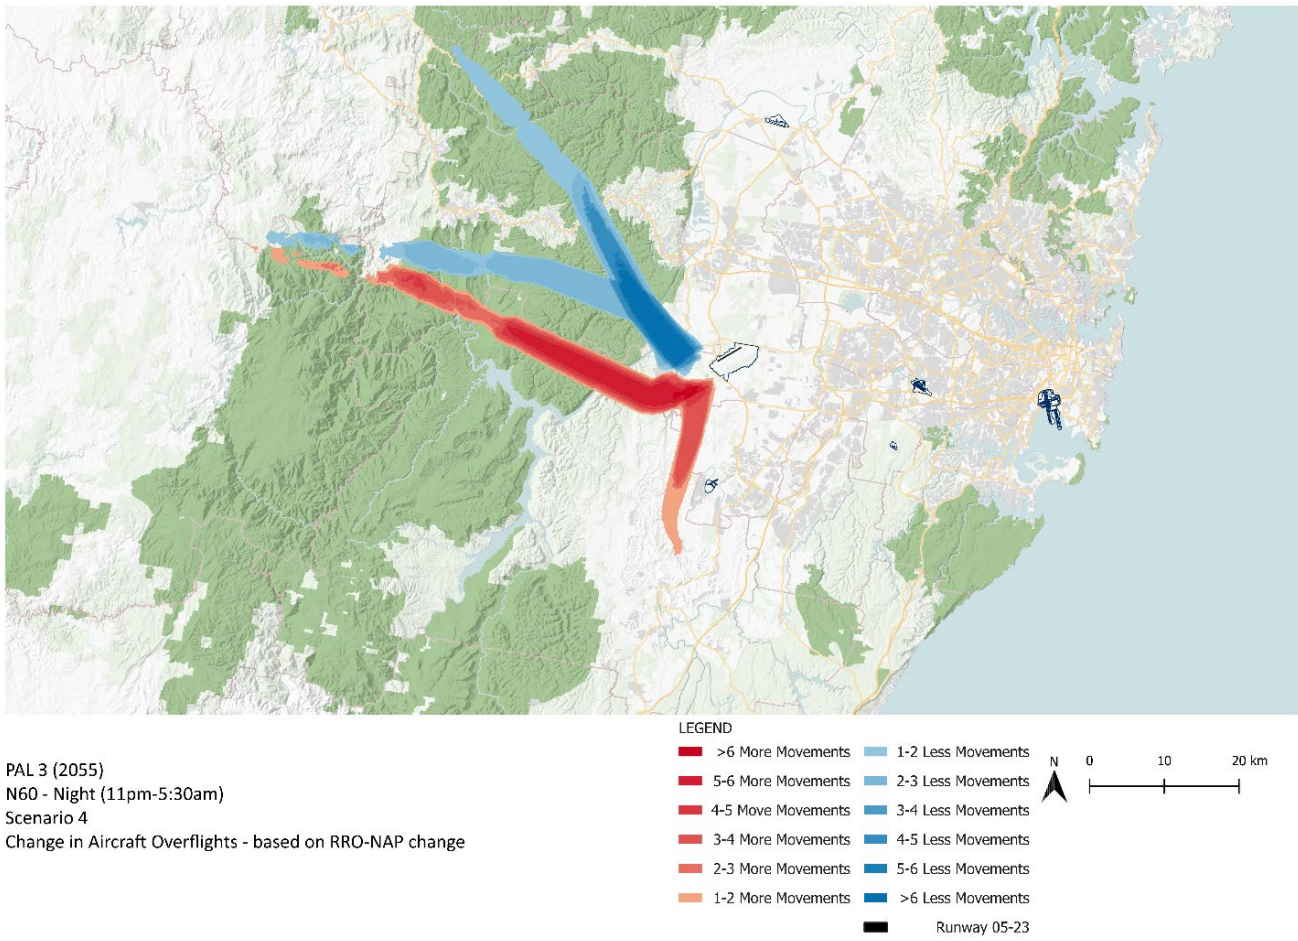 LEGEND
>6 More Movements
5-6 More Movements
4-5 Move Movements
3-4 More Movements
2-3 More Movements
1-2 More Movements
1-2 Less Movements
2-3 Less Movements
3-4 Less Movements
4-5 Less Movements
5-6 Less Movements
>6 Less Movements
Runway 05-23
N
0 10 20 km
PAL 3 (2055)
N60 - Night (11pm-5:30am)
Scenario 4
Change in Aircraft Overflights - based on RRO-NAP change